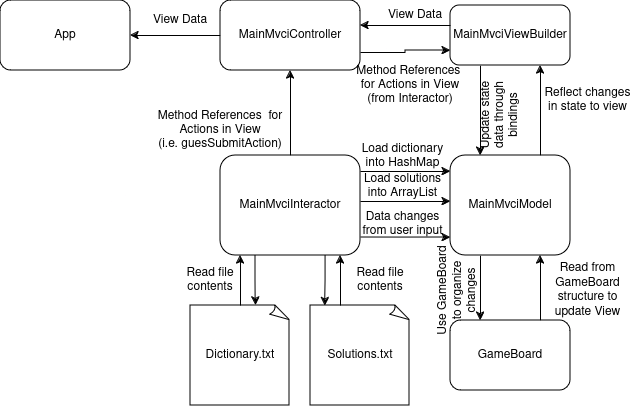 View Data
View Data
App
MainMvciController
MainMvciViewBuilder
Method References
for Actions in View
(from Interactor)
Update state
data through
bindings
Reflect changes
in state to view
Method References for
Actions in View
(i.e. guesSubmitAction)
Load dictionary
into HashMap
Load solutions
into ArrayList
MainMvciInteractor
MainMvciModel
Data changes
from user input
Read file
contents
Read file
contents
Use GameBoard
to organize
changes
Read from
GameBoard
structure to
update View
Dictionary.txt
Solutions.txt
GameBoard